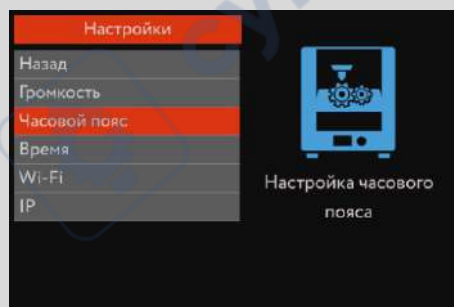 Настройки
Назад
Громкость
Часовой пояс
Время
Wi-Fi
IP
Настройка часового
пояса